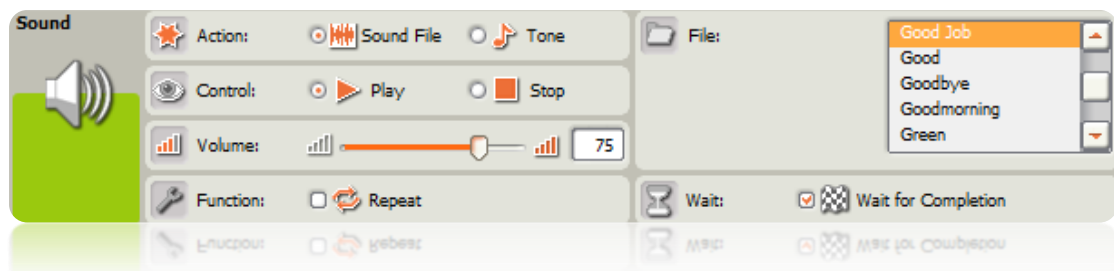 Sound
Action: Sound File Tone
Control: Play Stop
Volume: 75
Function: Repeat
File: Good Job
Good
Goodbye
Goodmorning
Green
Wait: Wait for Completion